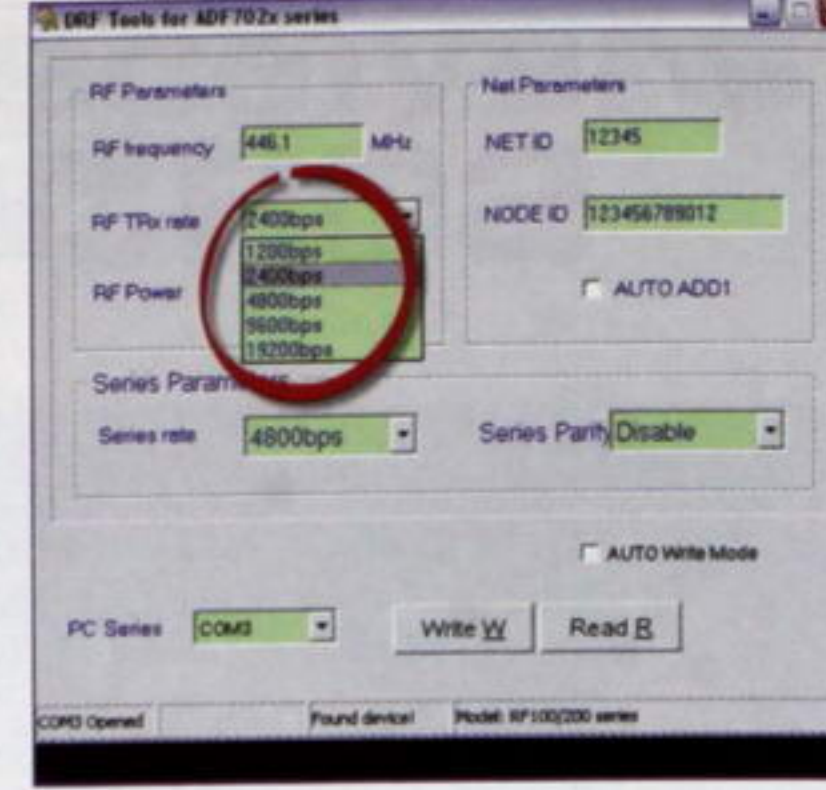 DRF Tools for ADF702x series
RF Parameters
RF frequency 446.1 MHz
RF TRx rate 2400bps
1200bps
2400bps
4800bps
9600bps
19200bps
RF Power
Net Parameters
NET ID 12345
NODE ID 123456789012
AUTO ADD1
Series Param
Series rate 4800bps
Series Parity Disable
AUTO Write Mode
PC Series COM3
Write W
Read R
COM3 Opened
Found device!
Model: RF100/200 series